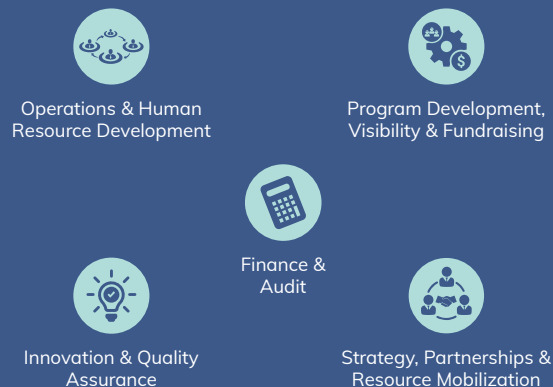 Operations & Human
Resource Development
Program Development,
Visibility & Fundraising
$
Finance &
Audit
Innovation & Quality
Assurance
Strategy, Partnerships &
Resource Mobilization